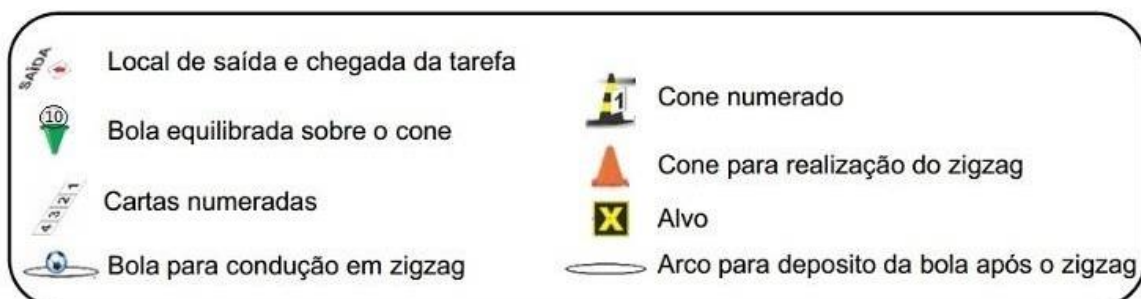 SAÍDA
Local de saída e chegada da tarefa
10
Bola equilibrada sobre o cone
1
2
3
4
Cartas numeradas
Bola para condução em zigzag
1
Cone numerado
Cone para realização do zigzag
X
Alvo
Arco para deposito da bola após o zigzag